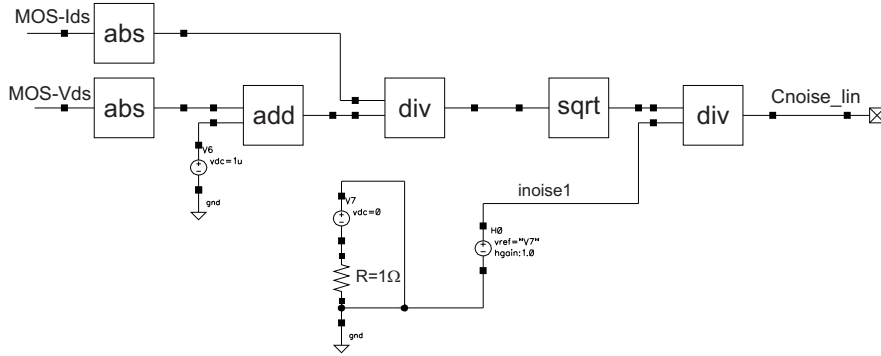 MOS-Ids
abs
MOS-Vds
abs
add
div
sqrt
div
Cnoise_lin
V6
vdc=1u
gnd
V7
vdc=0
R=1Ω
gnd
inoise1
H0
vref="V7"
hgain:1.0